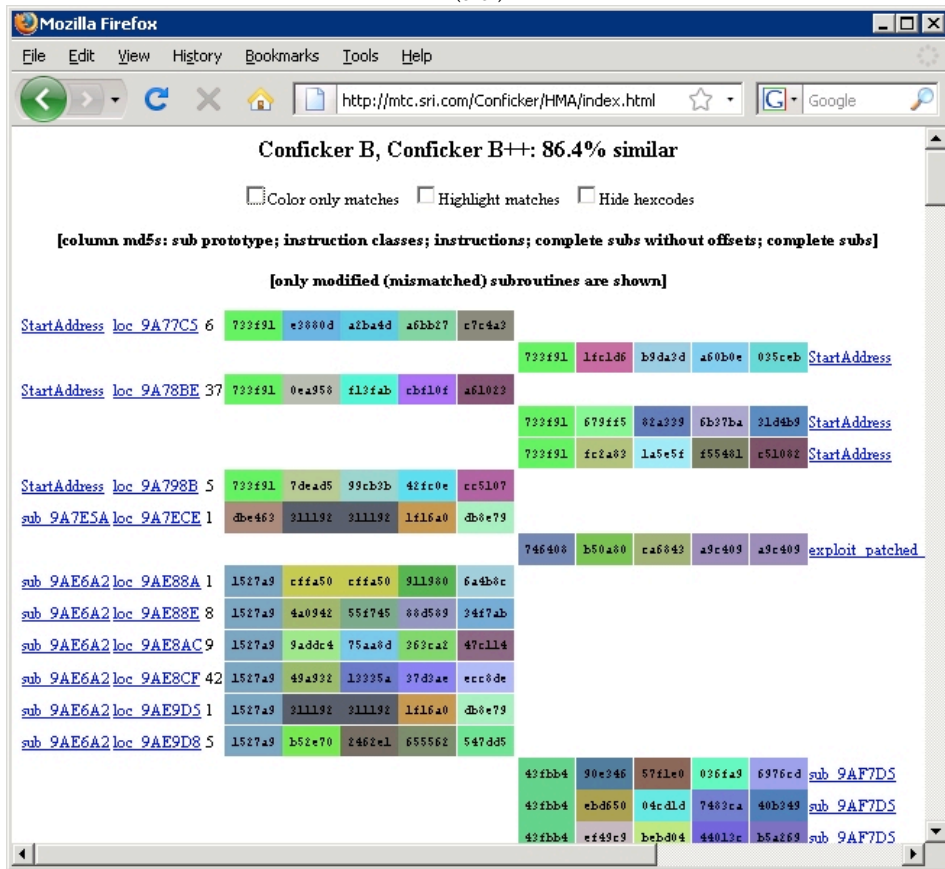 Mozilla Firefox
File Edit View History Bookmarks Tools Help
http://mtc.sri.com/Conficker/HMA/index.html Google
Conficker B, Conficker B++: 86.4% similar
Color only matches Highlight matches Hide hexcodes
[column md5s: sub prototype; instruction classes; instructions; complete subs without offsets; complete subs]
[only modified (mismatched) subroutines are shown]
StartAddress loc_9A77C5 6 733f91 e3880d a2ba4d a6bb27 c7c4a3
733f91 1fc1d6 b9da3d a60b0e 035ceb StartAddress
StartAddress loc_9A78BE 37 733f91 0ea958 f13fab cbf10f a61023
733f91 679ff5 82a339 6b37ba 31d4b9 StartAddress
733f91 fc2a83 1a5e5f f55481 c51082 StartAddress
StartAddress loc_9A798B 5 733f91 7dead5 99cb3b 42fc0e cc5107
sub_9A7E5A loc_9A7ECE 1 dbe463 311192 311192 1f16a0 db8e79
746408 b50a80 ca6843 a9c409 a9c409 exploit_patched_
sub_9AE6A2 loc_9AE88A 1 1527a9 cffa50 cffa50 911980 6a4b8c
sub_9AE6A2 loc_9AE88E 8 1527a9 4a0942 55f745 88d589 34f7ab
sub_9AE6A2 loc_9AE8AC 9 1527a9 9addc4 75aa8d 363ca2 47c114
sub_9AE6A2 loc_9AE8CF 42 1527a9 49a932 13335a 37d3ae ecc8de
sub_9AE6A2 loc_9AE9D5 1 1527a9 311192 311192 1f16a0 db8e79
sub_9AE6A2 loc_9AE9D8 5 1527a9 b52e70 2462e1 655562 547dd5
43fbb4 90e346 57f1e0 036fa9 6976cd sub_9AF7D5
43fbb4 ebd650 04cd1d 7483ca 40b349 sub_9AF7D5
43fbb4 ef49c9 bebd04 44013c b5a269 sub_9AF7D5